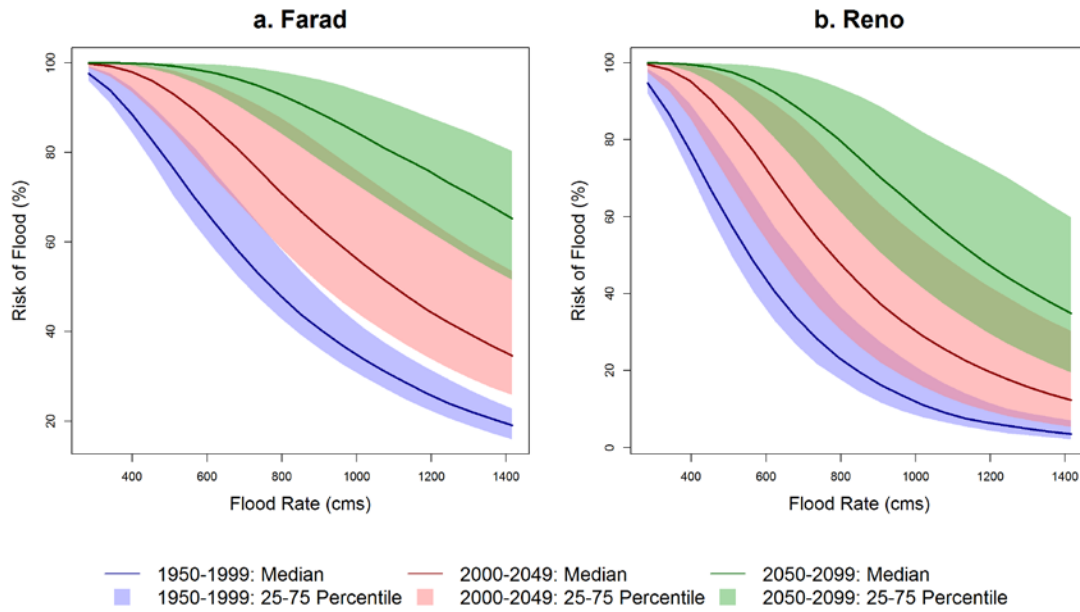 a. Farad
100
80
60
40
20
Risk of Flood (%)
400 600 800 1000 1200 1400
Flood Rate (cms)
b. Reno
100
80
60
40
20
0
Risk of Flood (%)
400 600 800 1000 1200 1400
Flood Rate (cms)
1950-1999: Median 2000-2049: Median 2050-2099: Median
1950-1999: 25-75 Percentile 2000-2049: 25-75 Percentile 2050-2099: 25-75 Percentile